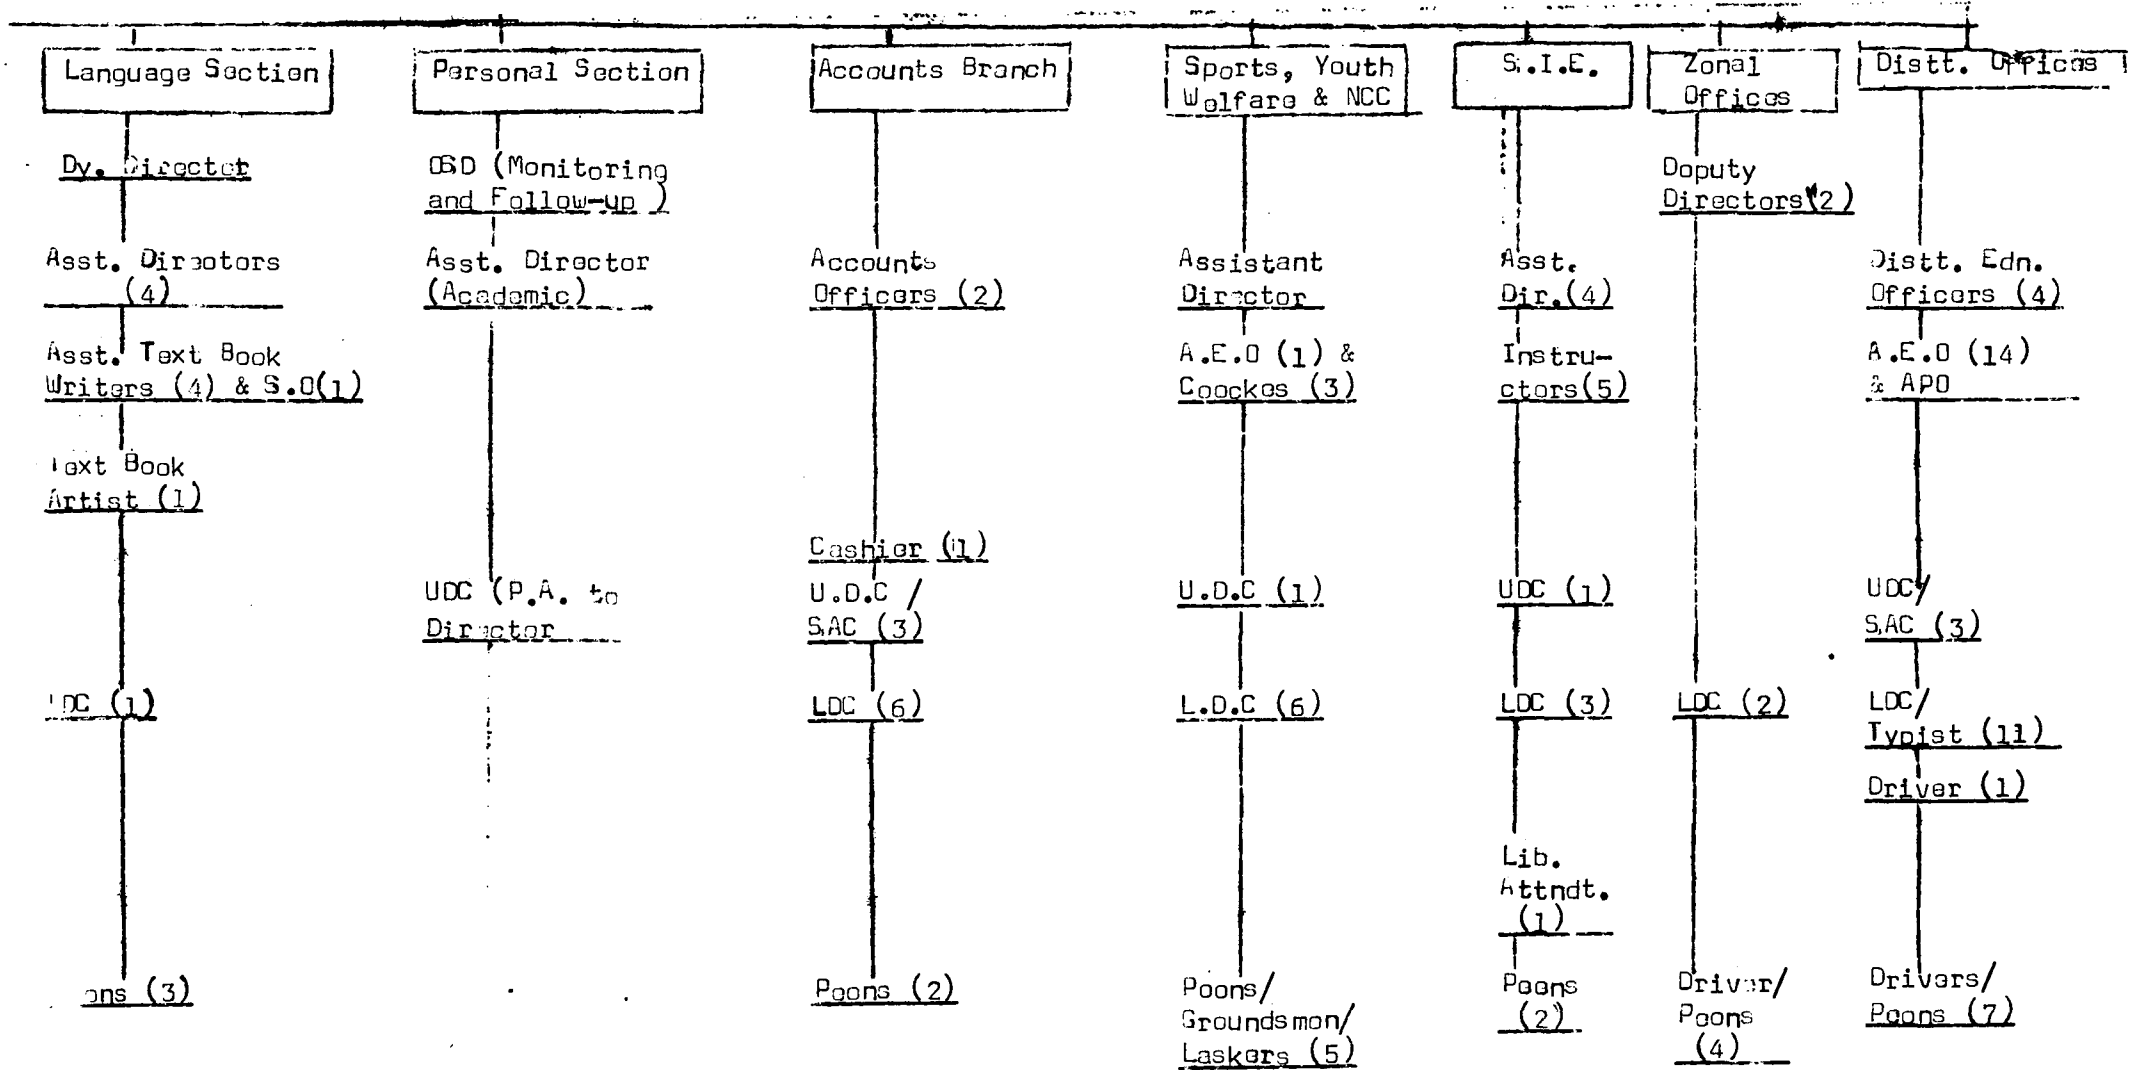 Language Section
Dy. Director
Asst. Directors
(4)
Asst. Text Book
Writers (4) & S.O(1)
Text Book
Artist (1)
LDC (1)
ons (3)
Personal Section
OSD (Monitoring
and Follow-up )
Asst. Director
(Academic)
UDC (P.A. to
Director
Accounts Branch
Accounts
Officers (2)
Cashier (1)
U.D.C /
SAC (3)
LDC (6)
Peons (2)
Sports, Youth
Welfare & NCC
Assistant
Director
A.E.O (1) &
Coockes (3)
U.D.C (1)
L.D.C (6)
Peons/
Groundsmen/
Laskers (5)
S.I.E.
Asst.
Dir.(4)
Instru-
ctors(5)
UDC (1)
LDC (3)
Lib.
Attndt.
(1)
Peons
(2)
Zonal
Offices
Deputy
Directors(2)
LDC (2)
Driver/
Peons
(4)
Distt. Offices
Distt. Edn.
Officers (4)
A.E.O (14)
& APO
UDC/
SAC (3)
LDC/
Typist (11)
Driver (1)
Drivers/
Peons (7)